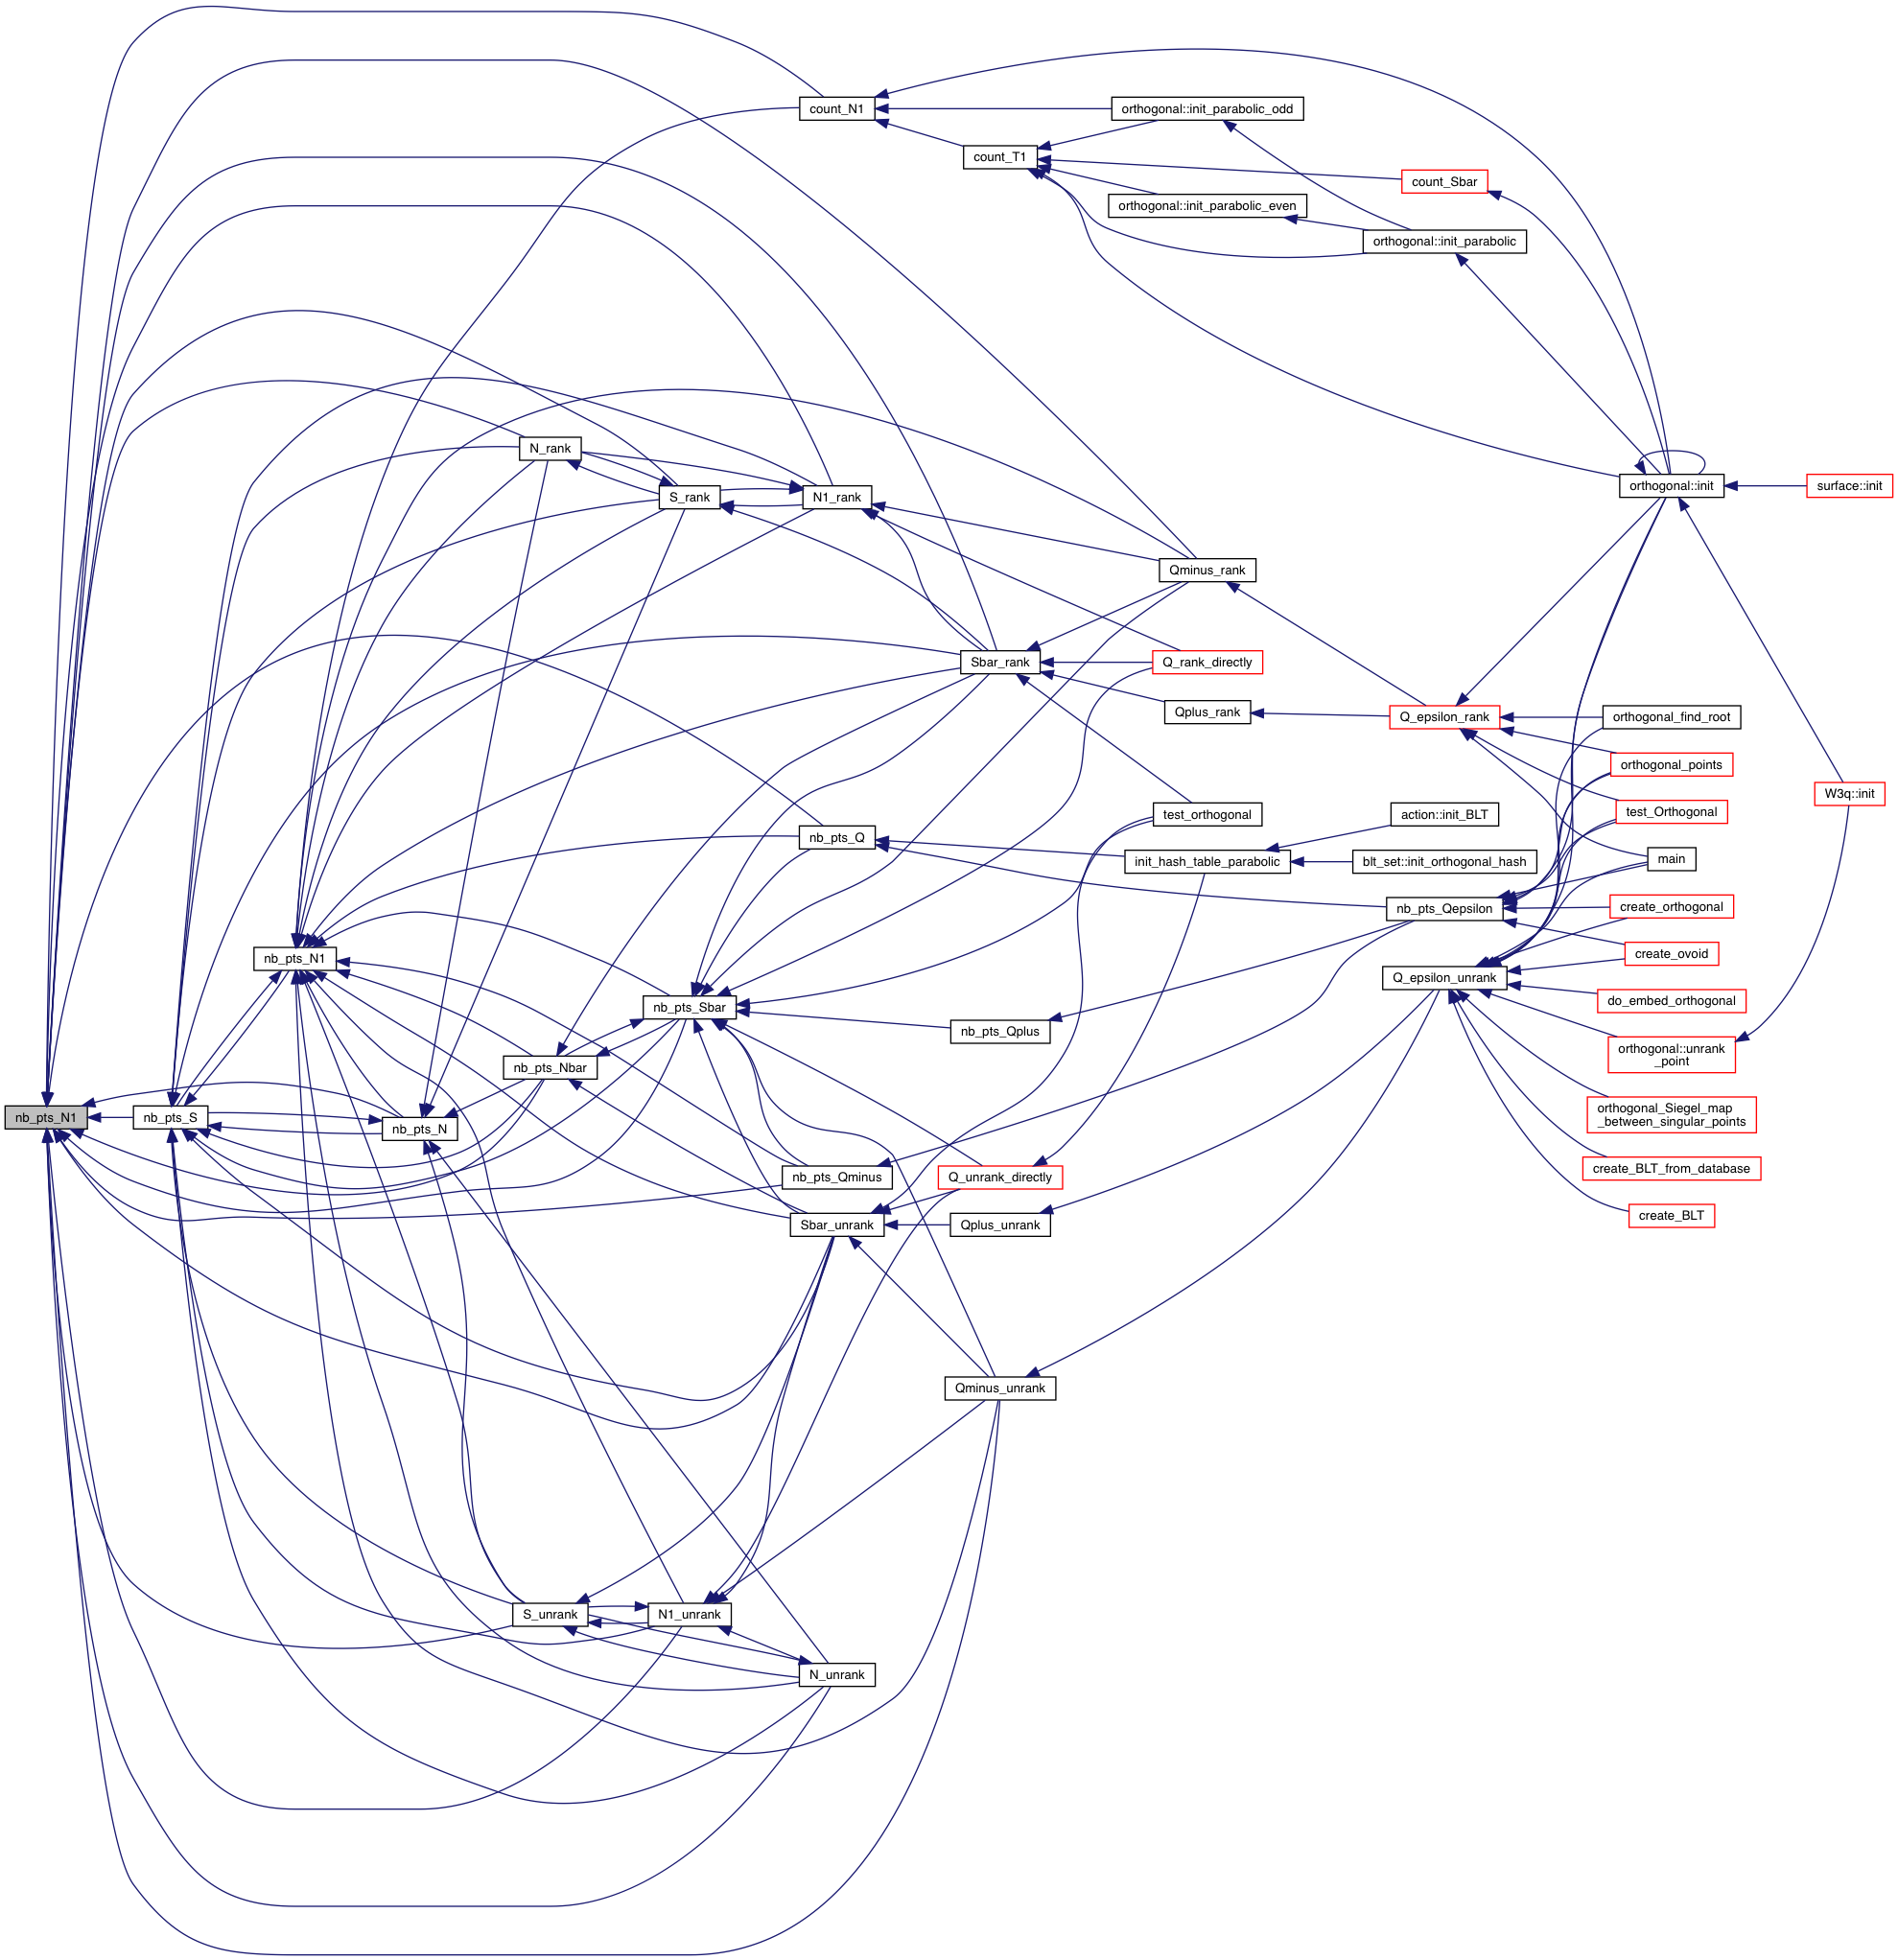 count_N1
orthogonal::init_parabolic_odd
count_T1
count_Sbar
orthogonal::init_parabolic_even
orthogonal::init_parabolic
N_rank
S_rank
N1_rank
orthogonal::init
surface::init
Qminus_rank
Sbar_rank
Q_rank_directly
Qplus_rank
Q_epsilon_rank
orthogonal_find_root
orthogonal_points
W3q::init
test_orthogonal
action::init_BLT
test_Orthogonal
nb_pts_Q
init_hash_table_parabolic
blt_set::init_orthogonal_hash
main
nb_pts_Qepsilon
create_orthogonal
nb_pts_N1
create_ovoid
Q_epsilon_unrank
nb_pts_Sbar
do_embed_orthogonal
nb_pts_Qplus
orthogonal::unrank
_point
nb_pts_Nbar
nb_pts_N1
nb_pts_S
nb_pts_N
orthogonal_Siegel_map
_between_singular_points
create_BLT_from_database
nb_pts_Qminus
Q_unrank_directly
Sbar_unrank
Qplus_unrank
create_BLT
Qminus_unrank
S_unrank
N1_unrank
N_unrank